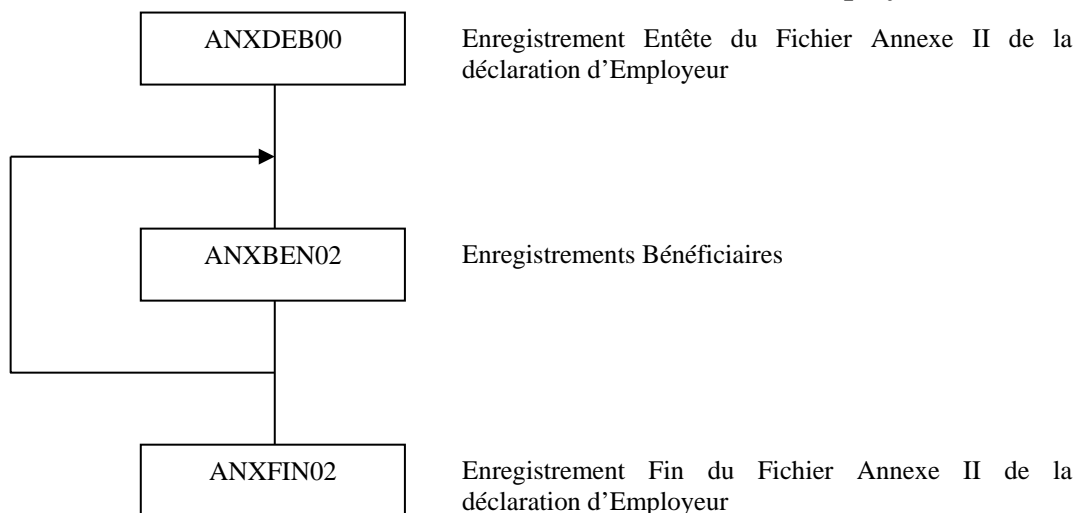 ANXDEB00
Enregistrement Entête du Fichier Annexe II de la
déclaration d’Employeur
ANXBEN02
Enregistrements Bénéficiaires
ANXFIN02
Enregistrement Fin du Fichier Annexe II de la
déclaration d’Employeur